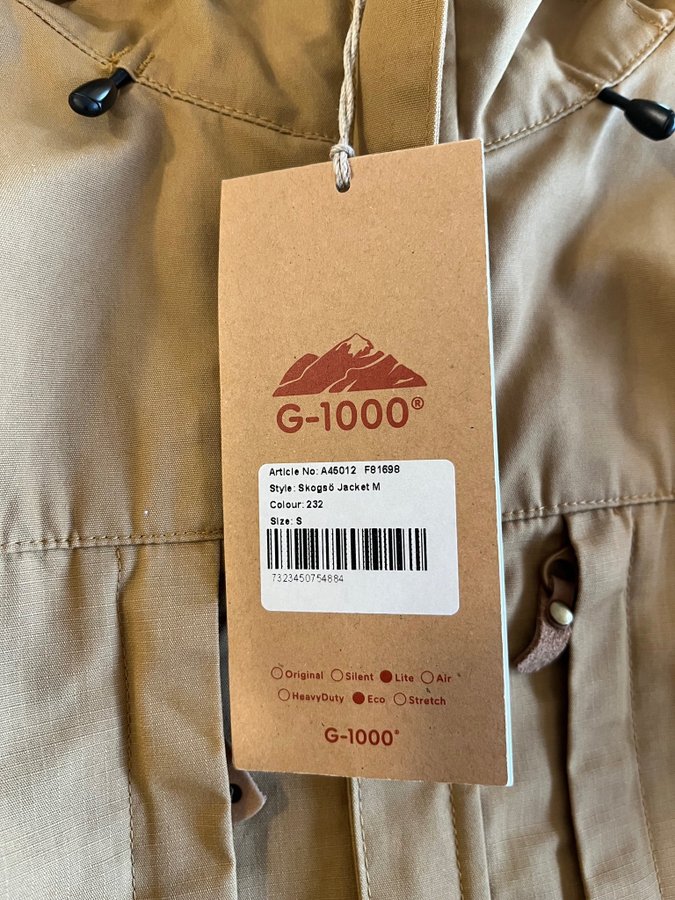 G-1000®
Article No: A45012 F81698
Style: Skogsö Jacket M
Colour: 232
Size: S
7323450754884
Original Silent Lite Air
HeavyDuty Eco Stretch
G-1000®